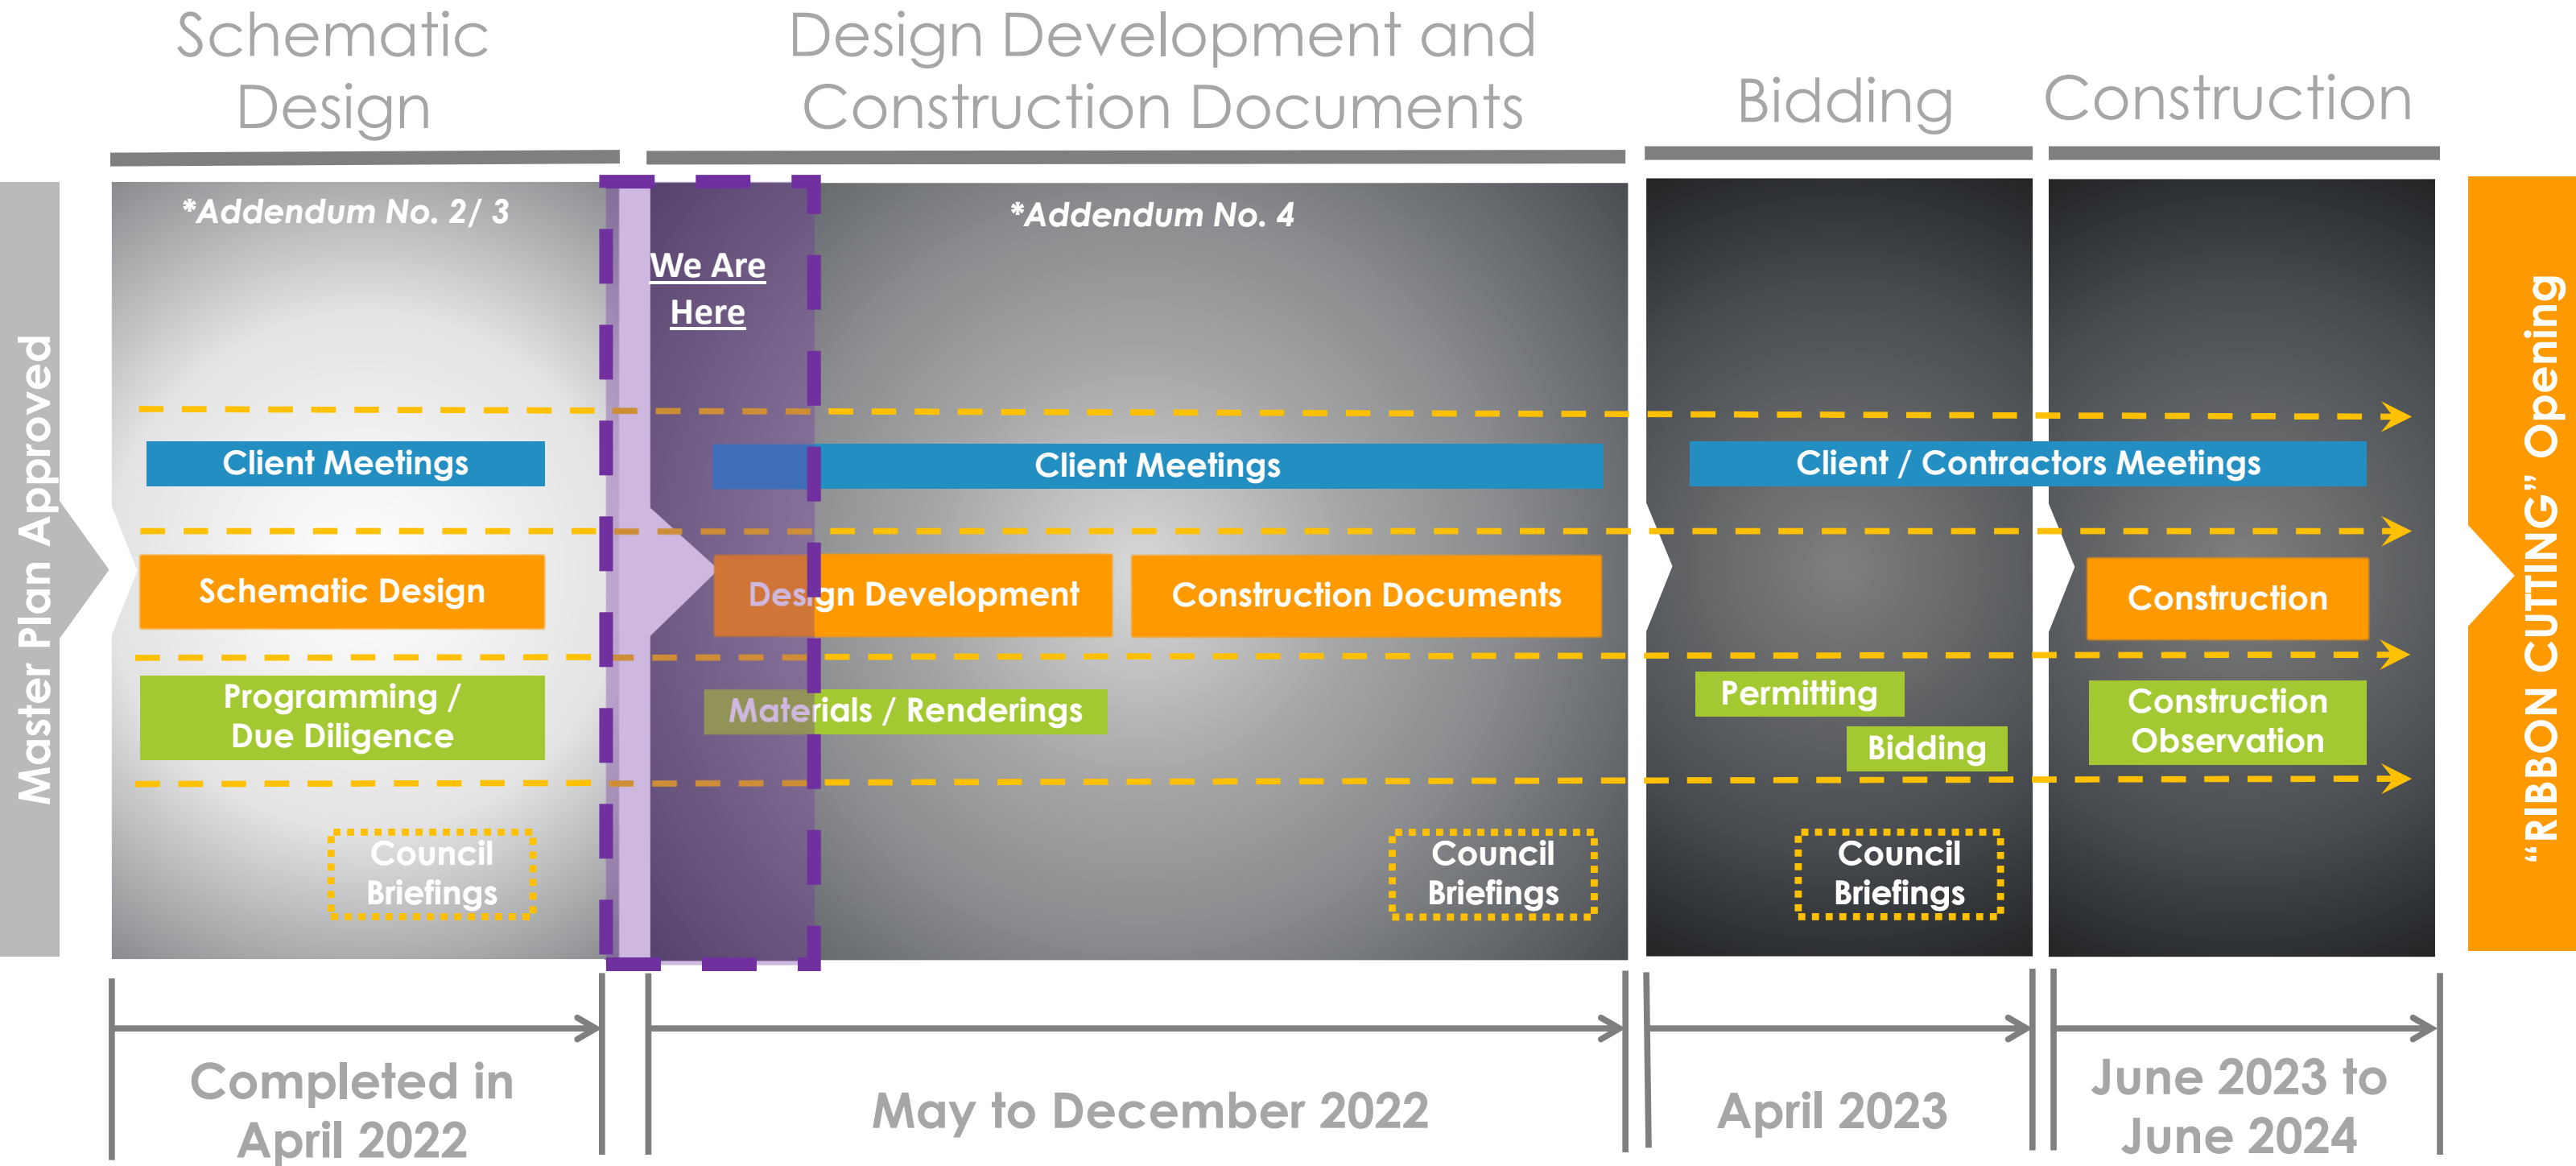 Schematic
Design
Design Development and
Construction Documents
Bidding
Construction
Master Plan Approved
*Addendum No. 2/ 3
We Are
Here
*Addendum No. 4
Client Meetings
Client Meetings
Client / Contractors Meetings
Schematic Design
Design Development
Construction Documents
Construction
Programming /
Due Diligence
Materials / Renderings
Permitting
Bidding
Construction
Observation
Council
Briefings
Council
Briefings
Council
Briefings
“RIBBON CUTTING” Opening
Completed in
April 2022
May to December 2022
April 2023
June 2023 to
June 2024